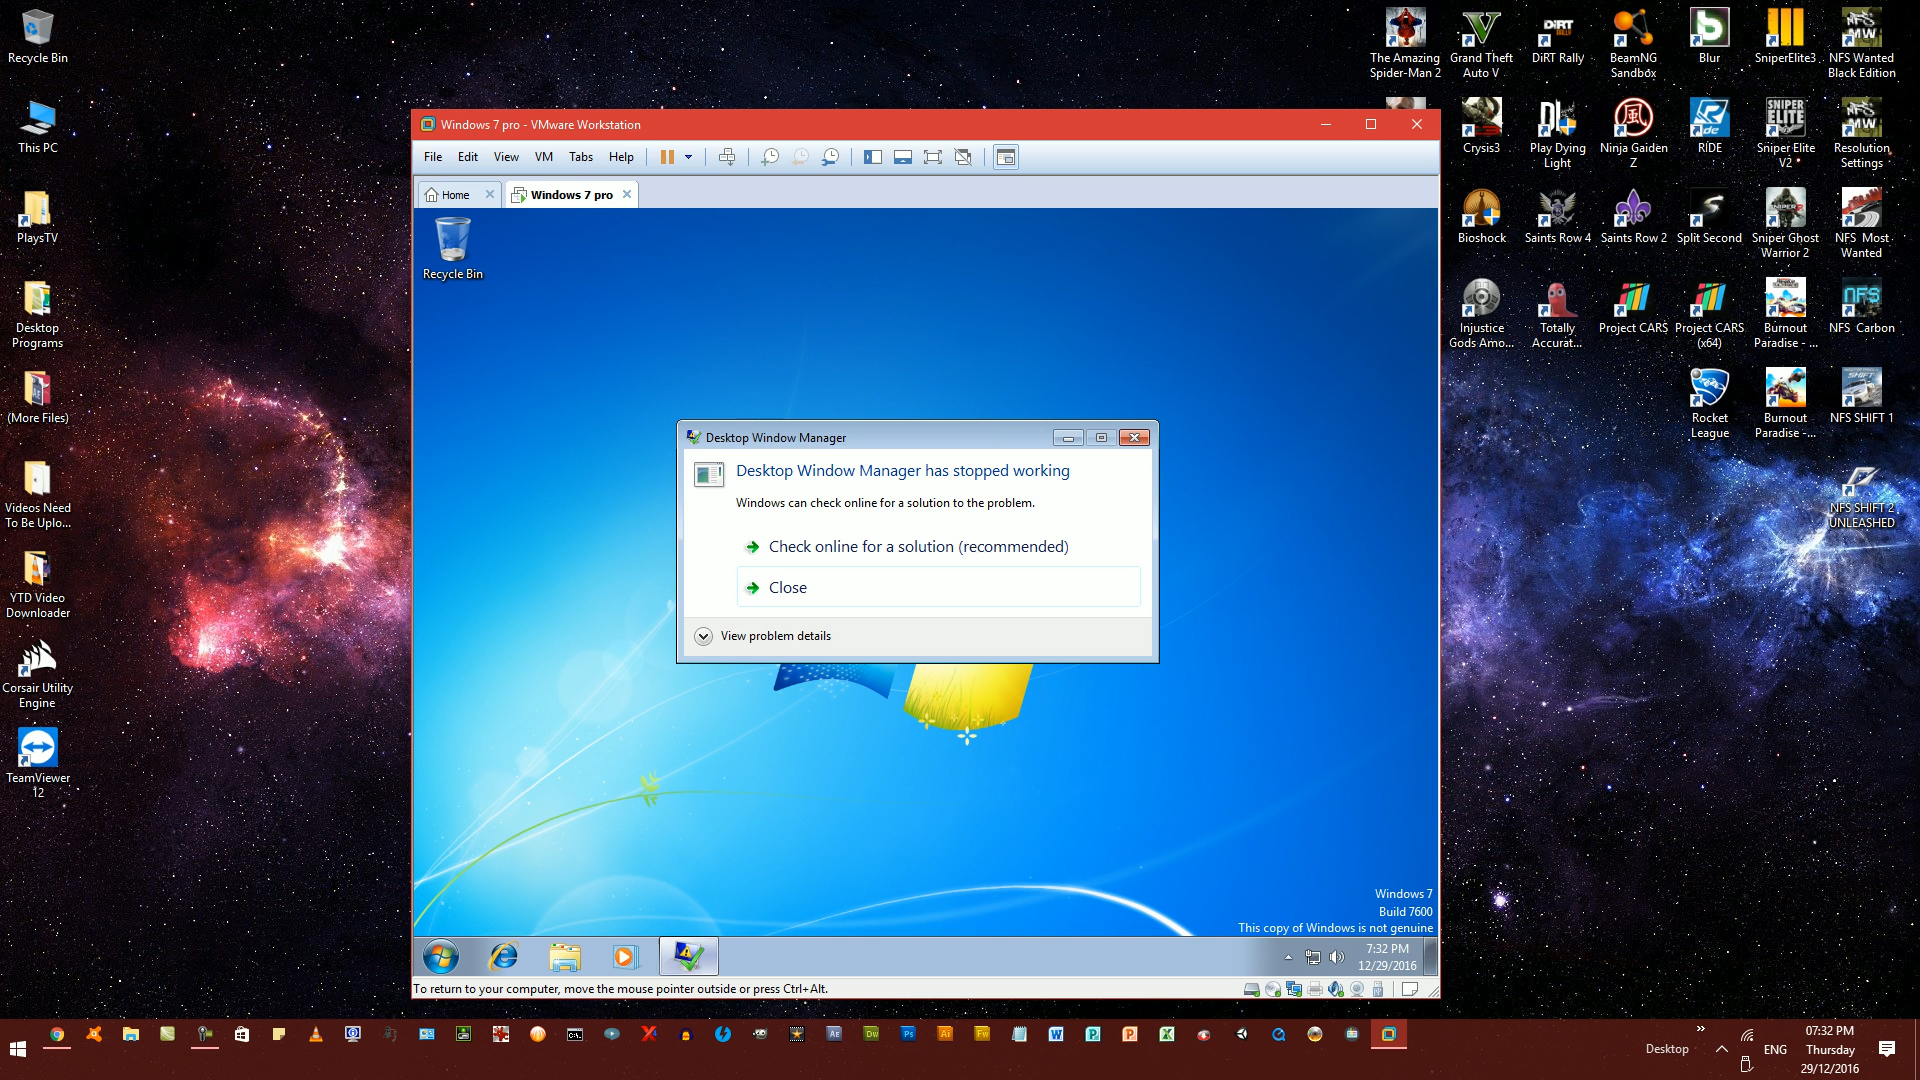 Recycle Bin
This PC
PlaysTV
Desktop
Programs
(More Files)
Videos Need
To Be Uplo...
YTD Video
Downloader
Corsair Utility
Engine
TeamViewer
12
The Amazing
Spider-Man 2
Grand Theft
Auto V
DiRT Rally
BeamNG
Sandbox
Blur
SniperElite3
NFS Wanted
Black Edition
Crysis3
Play Dying
Light
Ninja Gaiden
Z
RIDE
Sniper Elite
V2
Resolution
Settings
Bioshock
Saints Row 4
Saints Row 2
Split Second
Sniper Ghost
Warrior 2
NFS Most
Wanted
Injustice
Gods Amo...
Totally
Accurat...
Project CARS
Project CARS
(x64)
Burnout
Paradise - ...
NFS Carbon
Rocket
League
Burnout
Paradise -...
NFS SHIFT 1
NFS SHIFT 2
UNLEASHED
Windows 7 pro - VMware Workstation
File Edit View VM Tabs Help
Home Windows 7 pro
Recycle Bin
Desktop Window Manager
Desktop Window Manager has stopped working
Windows can check online for a solution to the problem.
Check online for a solution (recommended)
Close
View problem details
Windows 7
Build 7600
This copy of Windows is not genuine
7:32 PM
12/29/2016
To return to your computer, move the mouse pointer outside or press Ctrl+Alt.
Desktop
ENG
07:32 PM
Thursday
29/12/2016